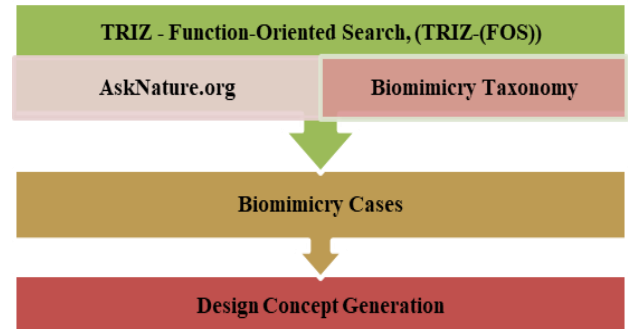 TRIZ - Function-Oriented Search, (TRIZ-(FOS))
AskNature.org
Biomimicry Taxonomy
Biomimicry Cases
Design Concept Generation